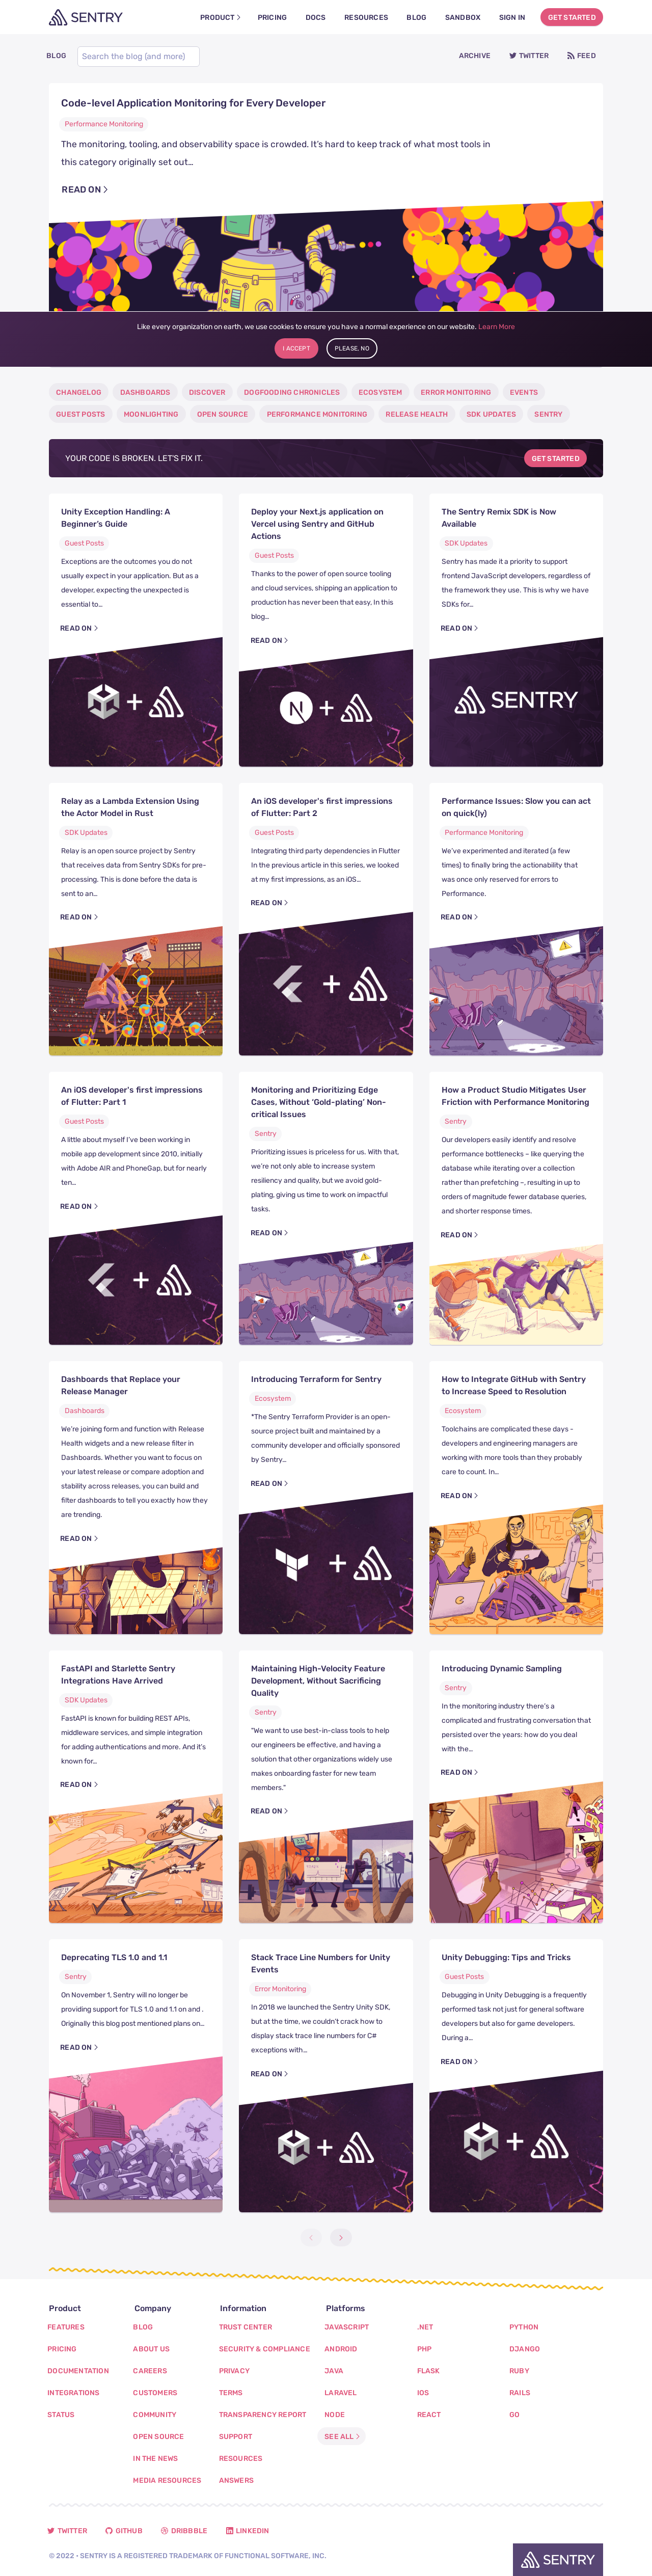 SENTRY
PRODUCT
PRICING
DOCS
RESOURCES
BLOG
SANDBOX
SIGN IN
GET STARTED
BLOG
Search the blog (and more)
ARCHIVE
TWITTER
FEED
Code-level Application Monitoring for Every Developer
Performance Monitoring
The monitoring, tooling, and observability space is crowded. It's hard to keep track of what most tools in
this category originally set out…
READ ON
Like every organization on earth, we use cookies to ensure you have a normal experience on our website. Learn More
I ACCEPT
PLEASE, NO
CHANGELOG
DASHBOARDS
DISCOVER
DOGFOODING CHRONICLES
ECOSYSTEM
ERROR MONITORING
EVENTS
GUEST POSTS
MOONLIGHTING
OPEN SOURCE
PERFORMANCE MONITORING
RELEASE HEALTH
SDK UPDATES
SENTRY
YOUR CODE IS BROKEN. LET'S FIX IT.
GET STARTED
Unity Exception Handling: A
Beginner's Guide
Guest Posts
Exceptions are the outcomes you do not
usually expect in your application. But as a
developer, expecting the unexpected is
essential to…
READ ON
Deploy your Next.js application on
Vercel using Sentry and GitHub
Actions
Guest Posts
Thanks to the power of open source tooling
and cloud services, shipping an application to
production has never been that easy. In this
blog…
READ ON
The Sentry Remix SDK is Now
Available
SDK Updates
Sentry has made it a priority to support
frontend JavaScript developers, regardless of
the framework they use. This is why we have
SDKs for…
READ ON
SENTRY
Relay as a Lambda Extension Using
the Actor Model in Rust
SDK Updates
Relay is an open source project by Sentry
that receives data from Sentry SDKs for pre-
processing. This is done before the data is
sent to an…
READ ON
An iOS developer's first impressions
of Flutter: Part 2
Guest Posts
Integrating third party dependencies in Flutter
In the previous article in this series, we looked
at my first impressions, as an iOS…
READ ON
Performance Issues: Slow you can act
on quick(ly)
Performance Monitoring
We've experimented and iterated (a few
times) to finally bring the actionability that
was once only reserved for errors to
Performance.
READ ON
An iOS developer's first impressions
of Flutter: Part 1
Guest Posts
A little about myself I've been working in
mobile app development since 2010, initially
with Adobe AIR and PhoneGap, but for nearly
ten…
READ ON
Monitoring and Prioritizing Edge
Cases, Without 'Gold-plating' Non-
critical Issues
Sentry
Prioritizing issues is priceless for us. With that,
we're not only able to increase system
resiliency and quality, but we avoid gold-
plating, giving us time to work on impactful
tasks.
READ ON
How a Product Studio Mitigates User
Friction with Performance Monitoring
Sentry
Our developers easily identify and resolve
performance bottlenecks – like querying the
database while iterating over a collection
rather than prefetching –, resulting in up to
orders of magnitude fewer database queries,
and shorter response times.
READ ON
Dashboards that Replace your
Release Manager
Dashboards
We're joining form and function with Release
Health widgets and a new release filter in
Dashboards. Whether you want to focus on
your latest release or compare adoption and
stability across releases, you can build and
filter dashboards to tell you exactly how they
are trending.
READ ON
Introducing Terraform for Sentry
Ecosystem
*The Sentry Terraform Provider is an open-
source project built and maintained by a
community developer and officially sponsored
by Sentry…
READ ON
How to Integrate GitHub with Sentry
to Increase Speed to Resolution
Ecosystem
Toolchains are complicated these days -
developers and engineering managers are
working with more tools than they probably
care to count. In…
READ ON
FastAPI and Starlette Sentry
Integrations Have Arrived
SDK Updates
FastAPI is known for building REST APIs,
middleware services, and simple integration
for adding authentications and more. And it's
known for…
READ ON
Maintaining High-Velocity Feature
Development, Without Sacrificing
Quality
Sentry
"We want to use best-in-class tools to help
our engineers be effective, and having a
solution that other organizations widely use
makes onboarding faster for new team
members."
READ ON
Introducing Dynamic Sampling
Sentry
In the monitoring industry there's a
complicated and frustrating conversation that
persisted over the years: how do you deal
with the…
READ ON
Deprecating TLS 1.0 and 1.1
Sentry
On November 1, Sentry will no longer be
providing support for TLS 1.0 and 1.1 on and .
Originally this blog post mentioned plans on…
READ ON
Stack Trace Line Numbers for Unity
Events
Error Monitoring
In 2018 we launched the Sentry Unity SDK,
but at the time, we couldn't crack how to
display stack trace line numbers for C#
exceptions with…
READ ON
Unity Debugging: Tips and Tricks
Guest Posts
Debugging in Unity Debugging is a frequently
performed task not just for general software
developers but also for game developers.
During a…
READ ON
Product
FEATURES
PRICING
DOCUMENTATION
INTEGRATIONS
STATUS
Company
BLOG
ABOUT US
CAREERS
CUSTOMERS
COMMUNITY
OPEN SOURCE
IN THE NEWS
MEDIA RESOURCES
Information
TRUST CENTER
SECURITY & COMPLIANCE
PRIVACY
TERMS
TRANSPARENCY REPORT
SUPPORT
RESOURCES
ANSWERS
Platforms
JAVASCRIPT
ANDROID
JAVA
LARAVEL
NODE
SEE ALL
.NET
PHP
FLASK
IOS
REACT
PYTHON
DJANGO
RUBY
RAILS
GO
TWITTER
GITHUB
DRIBBBLE
LINKEDIN
© 2022 • SENTRY IS A REGISTERED TRADEMARK OF FUNCTIONAL SOFTWARE, INC.
SENTRY